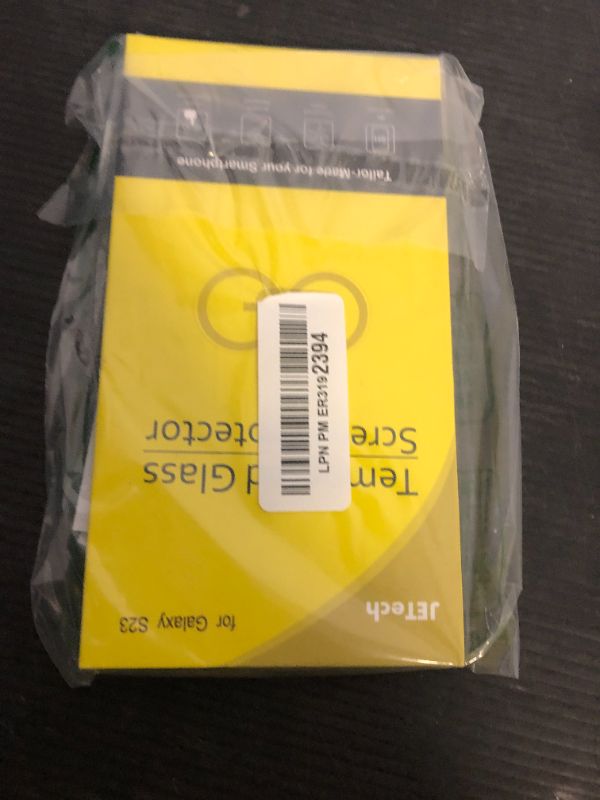 JETech
for Galaxy S23
Tem d Glass
Scre otector
LPN PM ER3192394
Tailor-Made for your Smartphone